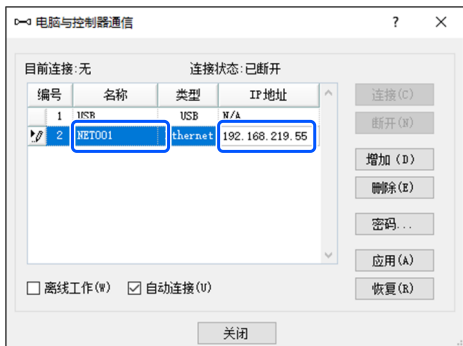 电脑与控制器通信
目前连接:无 连接状态:已断开
编号 名称 类型 IP地址
1 USB USB N/A
2 NET001 thernet 192.168.219.55
连接(C)
断开(N)
增加 (D)
删除(E)
密码...
应用(A)
恢复(R)
离线工作(W) 自动连接(U)
关闭